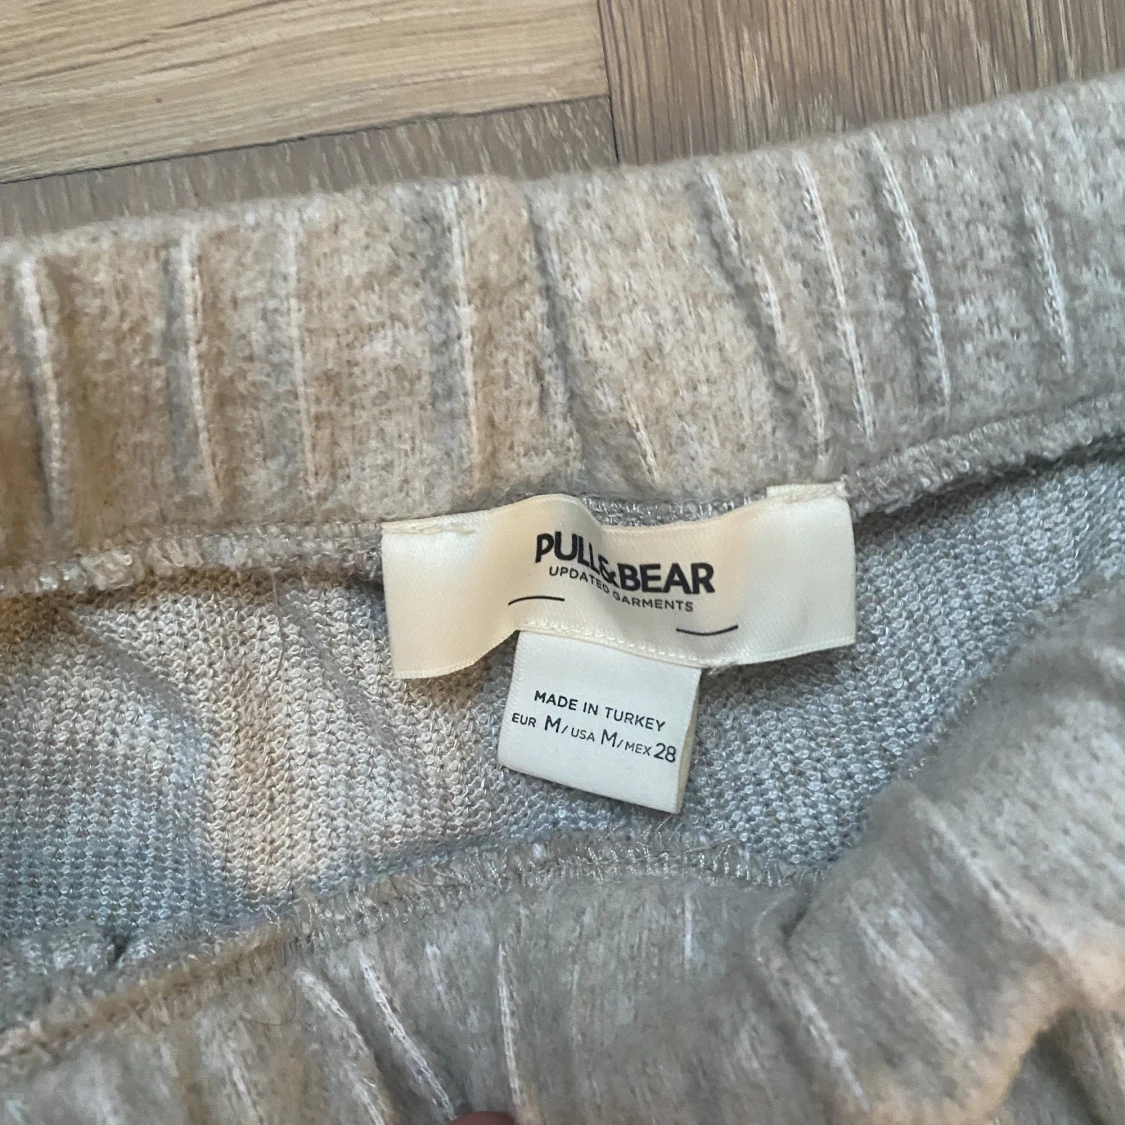 PULL&BEAR
UPDATED GARMENTS
MADE IN TURKEY
EUR M/USA M/MEX 28